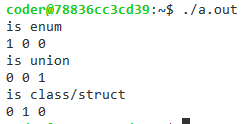 coder@78836cc3cd39:~$ ./a.out
is enum
1 0 0
is union
0 0 1
is class/struct
0 1 0